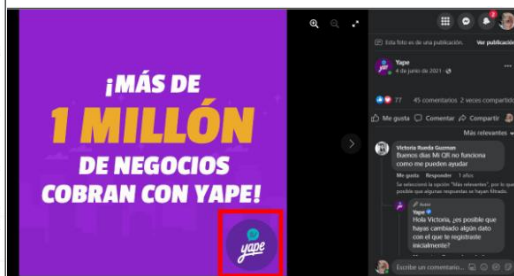 ¡MÁS DE
1 MILLÓN
DE NEGOCIOS
COBRAN CON YAPE!
yape
Esta foto es de una publicación. Ver publicación
yape
Yape
4 de junio de 2021
77 45 comentarios 2 veces compartido
Me gusta Comentar Compartir
Más relevantes
Victoria Rueda Guzman
Buenos dias Mi QR no funciona
como me pueden ayudar
Me gusta Responder 1 años
Se seleccionó la opción "Más relevantes", por lo que
posible que algunas respuestas se hayan filtrado.
Autor
Yape
Hola Victoria, ¿es posible que
hayas cambiado algún dato
con el que te registraste
inicialmente?
Escribe un comentario...